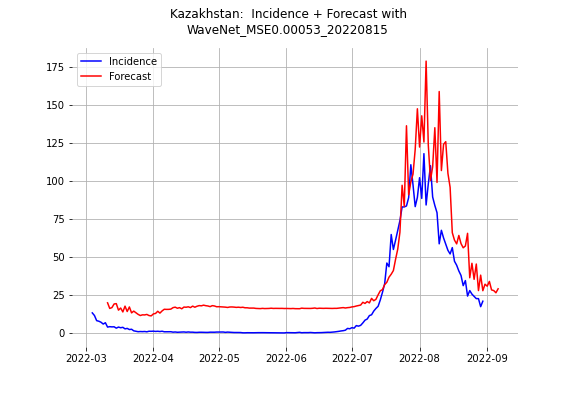 Kazakhstan:  Incidence + Forecast with
WaveNet_MSE0.00053_20220815
Incidence
Forecast
175
150
125
100
75
50
25
0
2022-03 2022-04 2022-05 2022-06 2022-07 2022-08 2022-09